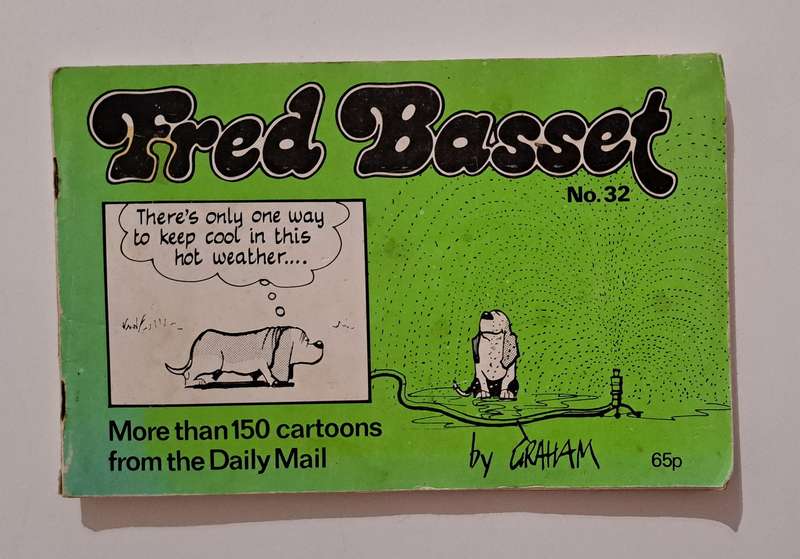 Fred Basset
No. 32
There's only one way
to keep cool in this
hot weather....
More than 150 cartoons
from the Daily Mail
by GRAHAM
65p